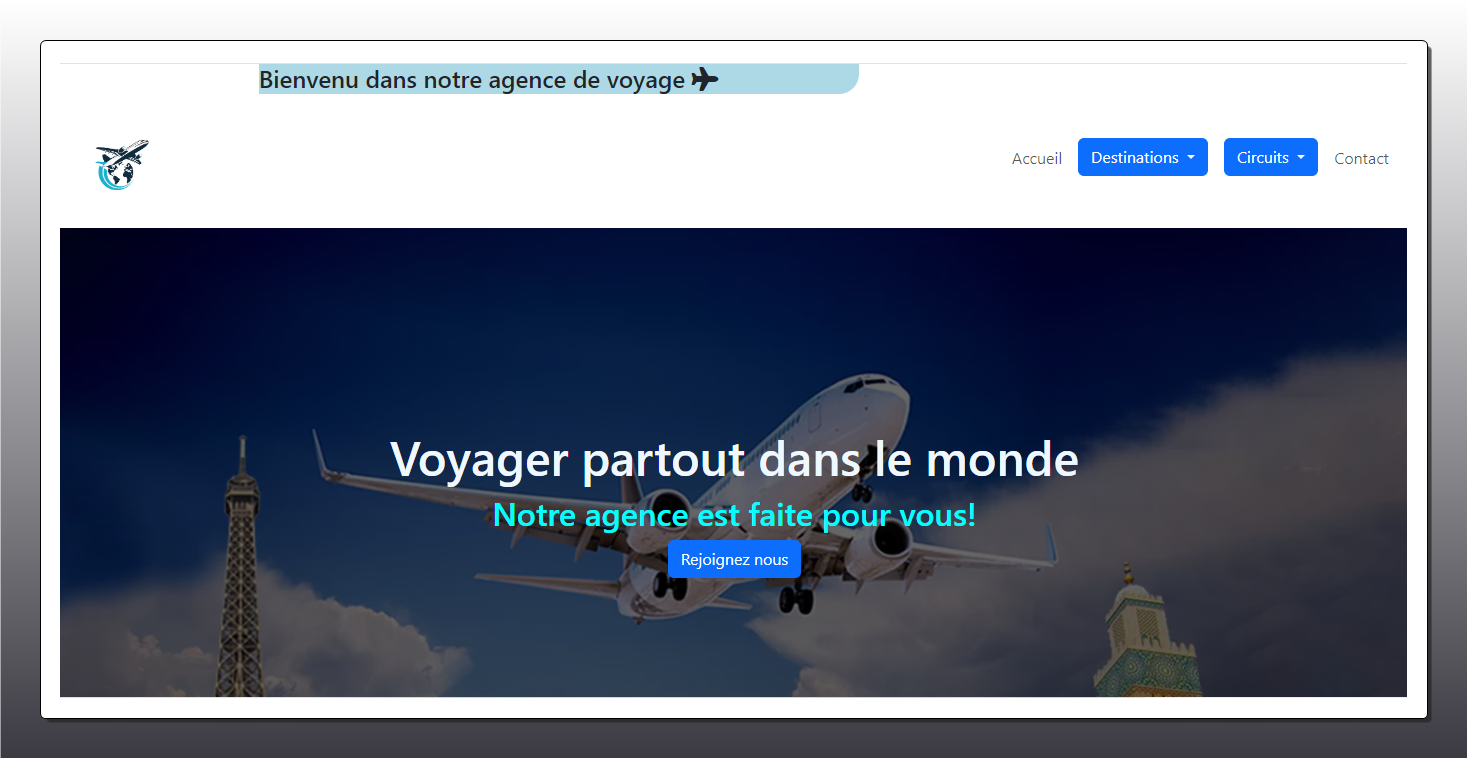 Bienvenu dans notre agence de voyage
Accueil Destinations Circuits Contact
Voyager partout dans le monde
Notre agence est faite pour vous!
Rejoignez nous